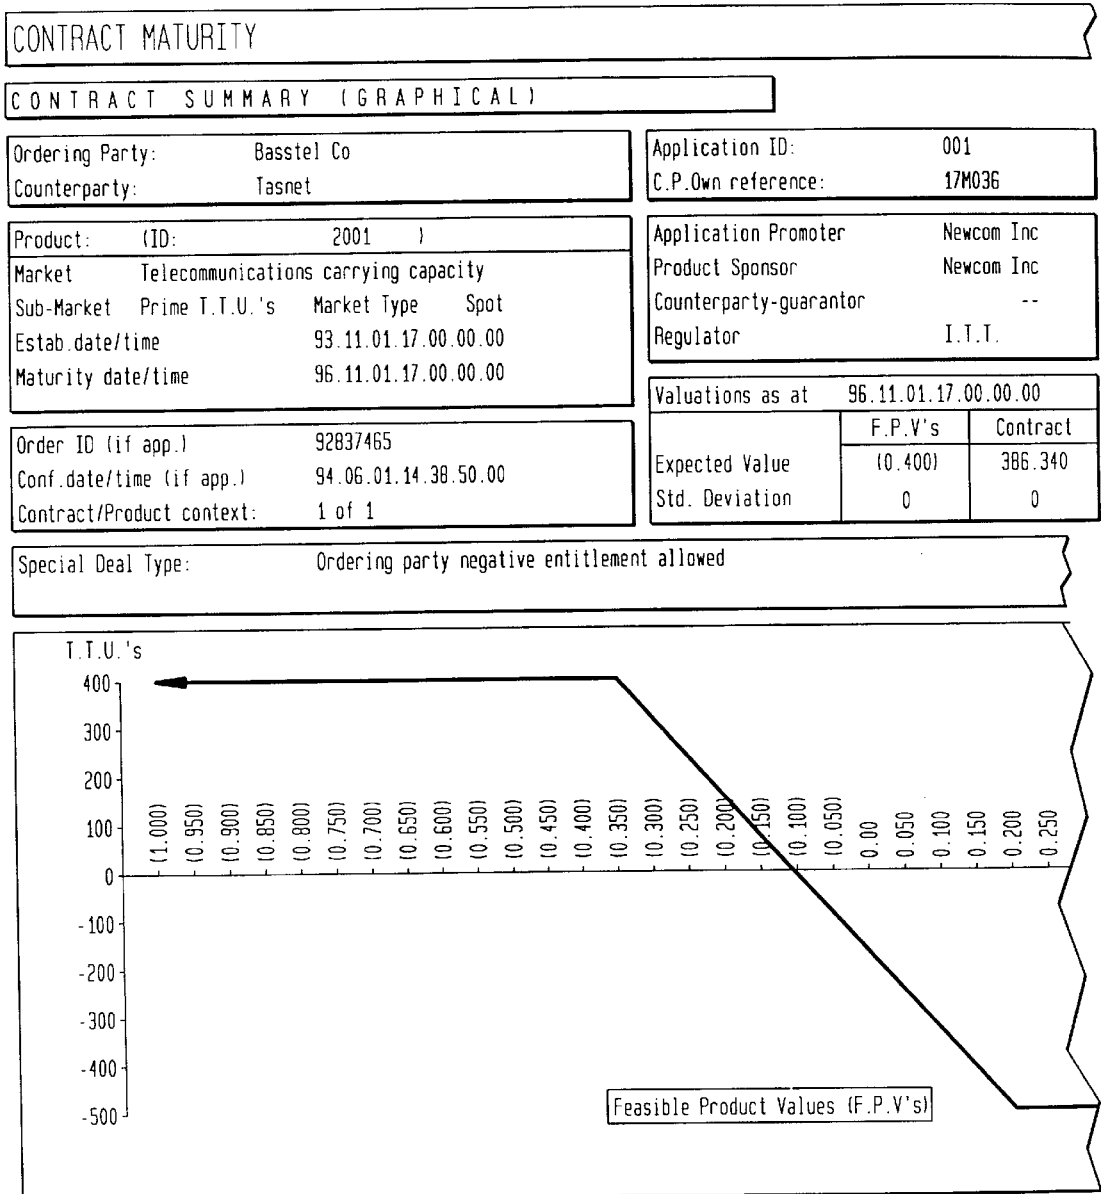 CONTRACT MATURITY
CONTRACT SUMMARY (GRAPHICAL)
Ordering Party: Basstel Co
Counterparty: Tasnet
Application ID: 001
C.P.Own reference: 17M036
Product: (ID: 2001 )
Market Telecommunications carrying capacity
Sub-Market Prime T.T.U.'s Market Type Spot
Estab.date/time 93.11.01.17.00.00.00
Maturity date/time 96.11.01.17.00.00.00
Application Promoter Newcom Inc
Product Sponsor Newcom Inc
Counterparty-guarantor --
Regulator I.T.T.
Order ID (if app.) 92837465
Conf.date/time (if app.) 94.06.01.14.38.50.00
Contract/Product context: 1 of 1
Valuations as at 96.11.01.17.00.00.00
F.P.V's Contract
Expected Value (0.400) 386.340
Std. Deviation 0 0
Special Deal Type: Ordering party negative entitlement allowed
T.T.U.'s
400
300
200
100
0
-100
-200
-300
-400
-500
(1.000) (0.950) (0.900) (0.850) (0.800) (0.750) (0.700) (0.650) (0.600) (0.550) (0.500) (0.450) (0.400) (0.350) (0.300) (0.250) (0.200) (0.150) (0.100) (0.050) 0.00 0.050 0.100 0.150 0.200 0.250
Feasible Product Values (F.P.V's)